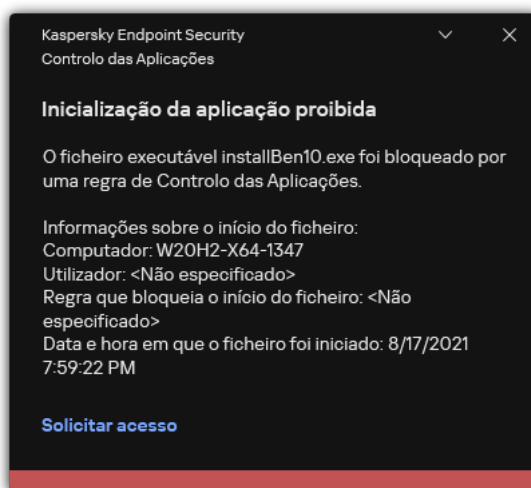 Kaspersky Endpoint Security
Controlo das Aplicações
Inicialização da aplicação proibida
O ficheiro executável installBen10.exe foi bloqueado por
uma regra de Controlo das Aplicações.
Informações sobre o início do ficheiro:
Computador: W20H2-X64-1347
Utilizador: <Não especificado>
Regra que bloqueia o início do ficheiro: <Não
especificado>
Data e hora em que o ficheiro foi iniciado: 8/17/2021
7:59:22 PM
Solicitar acesso